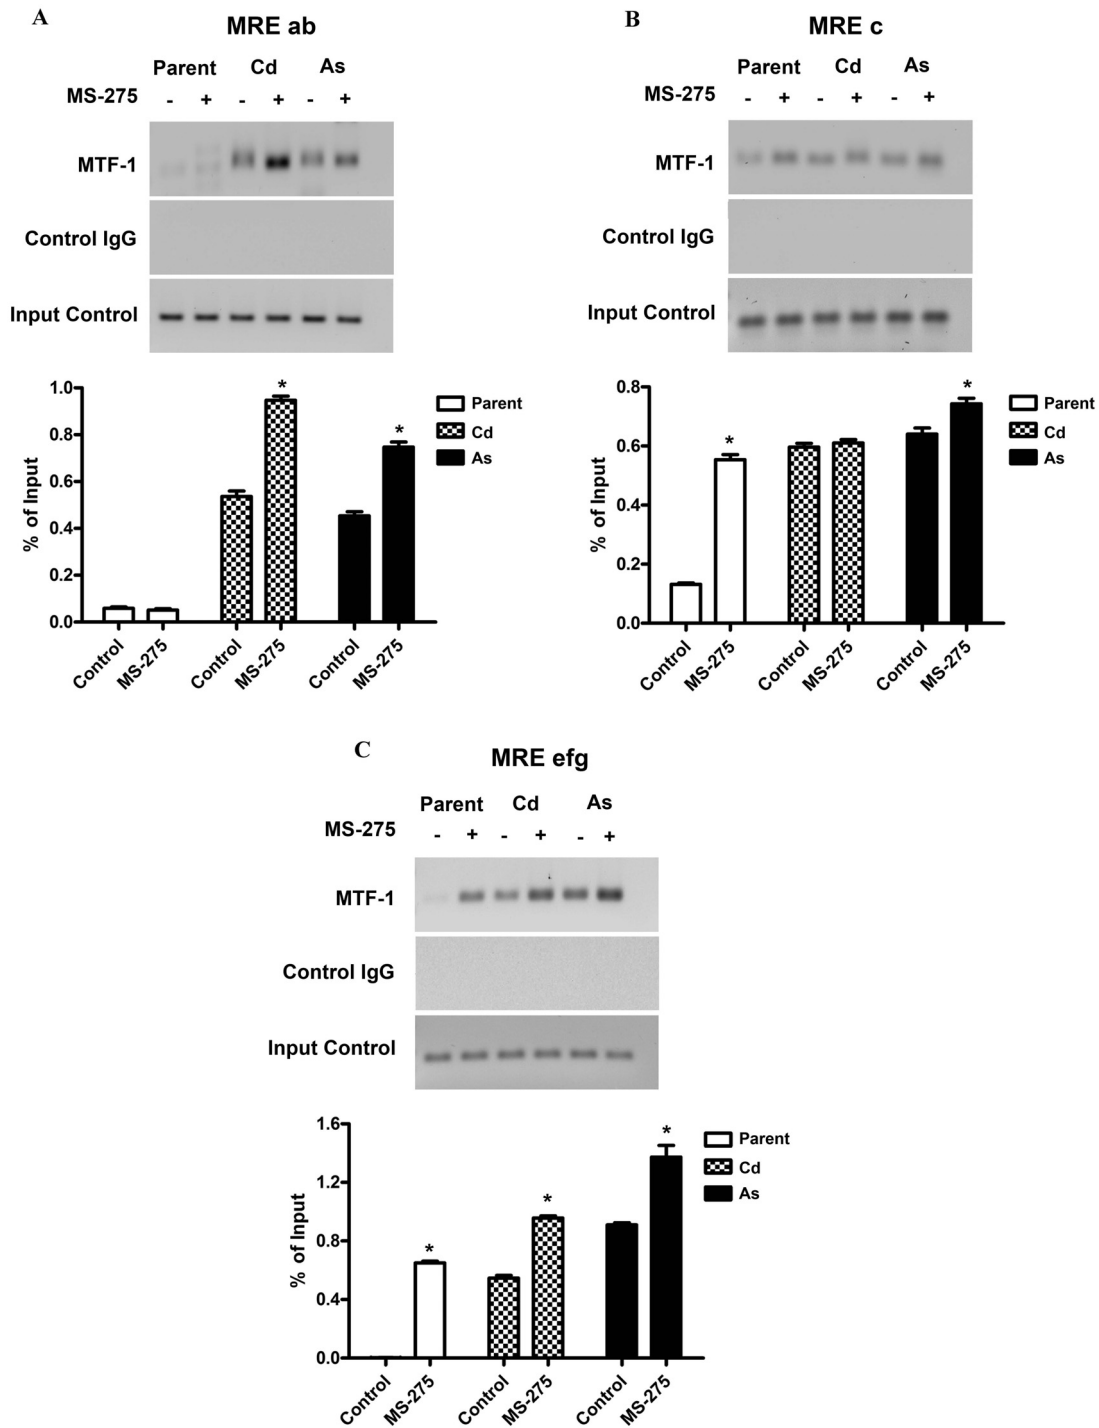 A
MRE ab
Parent Cd As
MS-275 - + - + - +
MTF-1
Control IgG
Input Control
% of Input
1.0
0.8
0.6
0.4
0.2
0.0
* *
Control MS-275 Control MS-275 Control MS-275
Parent
Cd
As
B
MRE c
Parent Cd As
MS-275 - + - + - +
MTF-1
Control IgG
Input Control
% of Input
0.8
0.6
0.4
0.2
0.0
* *
Control MS-275 Control MS-275 Control MS-275
Parent
Cd
As
C
MRE efg
Parent Cd As
MS-275 - + - + - +
MTF-1
Control IgG
Input Control
% of Input
1.6
1.2
0.8
0.4
0.0
* * *
Control MS-275 Control MS-275 Control MS-275
Parent
Cd
As